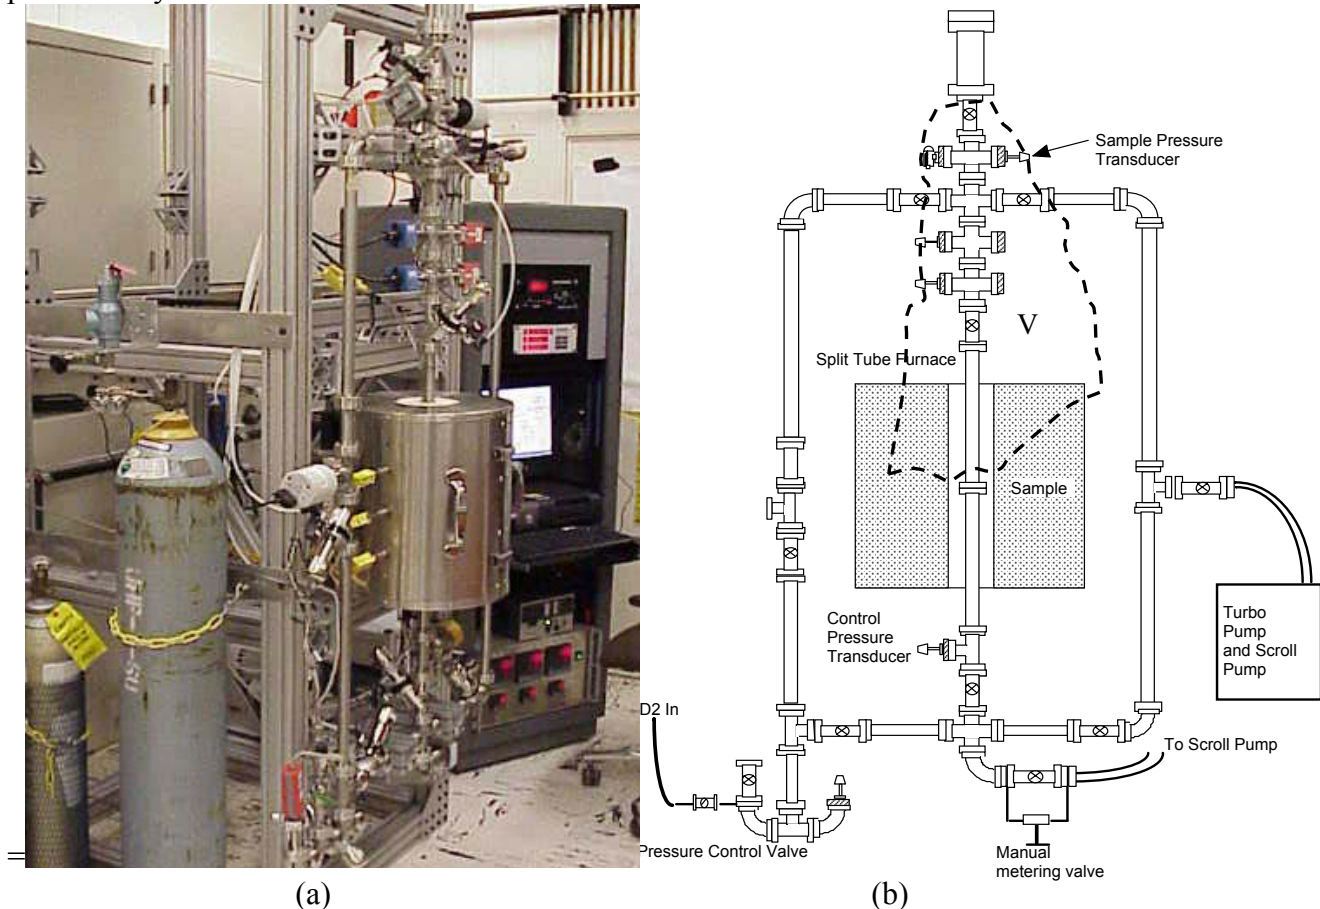 Sample Pressure
Transducer
V
Split Tube Furnace
Sample
Control
Pressure
Transducer
Turbo
Pump
and Scroll
Pump
D2 In
To Scroll Pump
Pressure Control Valve
Manual
metering valve
=
(a)
(b)